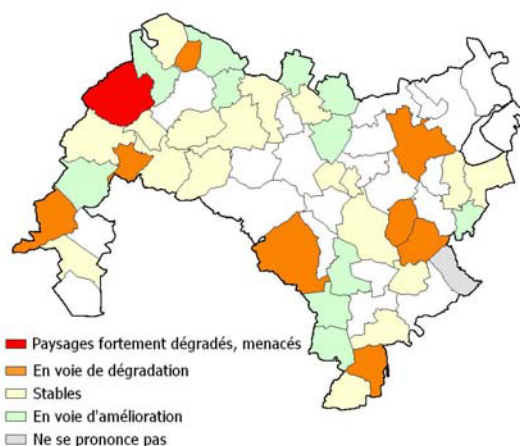 Paysages fortement dégradés, menacés
En voie de dégradation
Stables
En voie d'amélioration
Ne se prononce pas